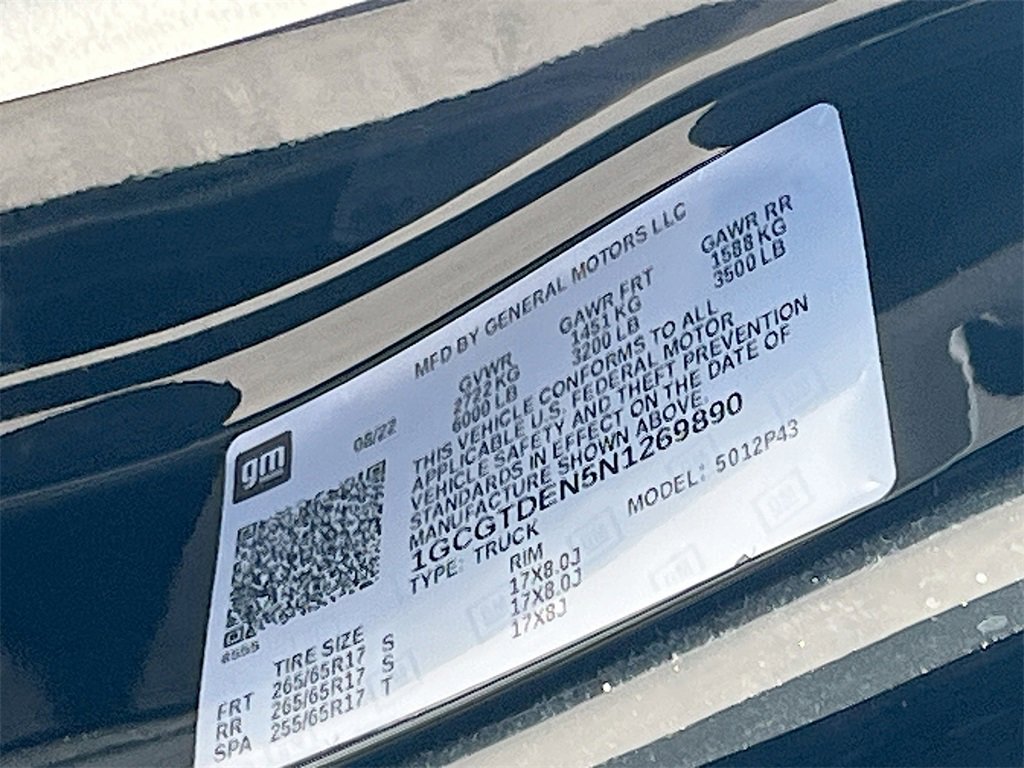 MFD BY GENERAL MOTORS LLC
gm
08/22
GVWR GAWR FRT GAWR RR
2722 KG 1451 KG 1588 KG
6000 LB 3200 LB 3500 LB
THIS VEHICLE CONFORMS TO ALL
APPLICABLE U.S. FEDERAL MOTOR
VEHICLE SAFETY AND THEFT PREVENTION
STANDARDS IN EFFECT ON THE DATE OF
MANUFACTURE SHOWN ABOVE.
1GCGTDEN5N1269890
TYPE: TRUCK MODEL: 5012P43
TIRE SIZE RIM
FRT 265/65R17 S 17X8.0J
RR 265/65R17 S 17X8.0J
SPA 255/65R17 T 17X8J